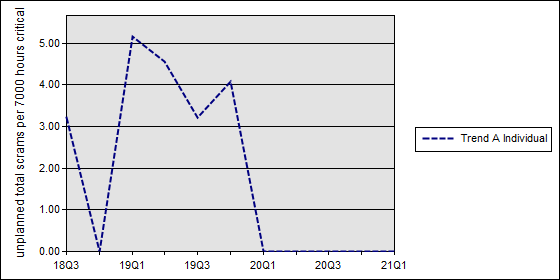 unplanned total scrams per 7000 hours critical
5.00
4.00
3.00
2.00
1.00
0.00
18Q3
19Q1
19Q3
20Q1
20Q3
21Q1
Trend A Individual